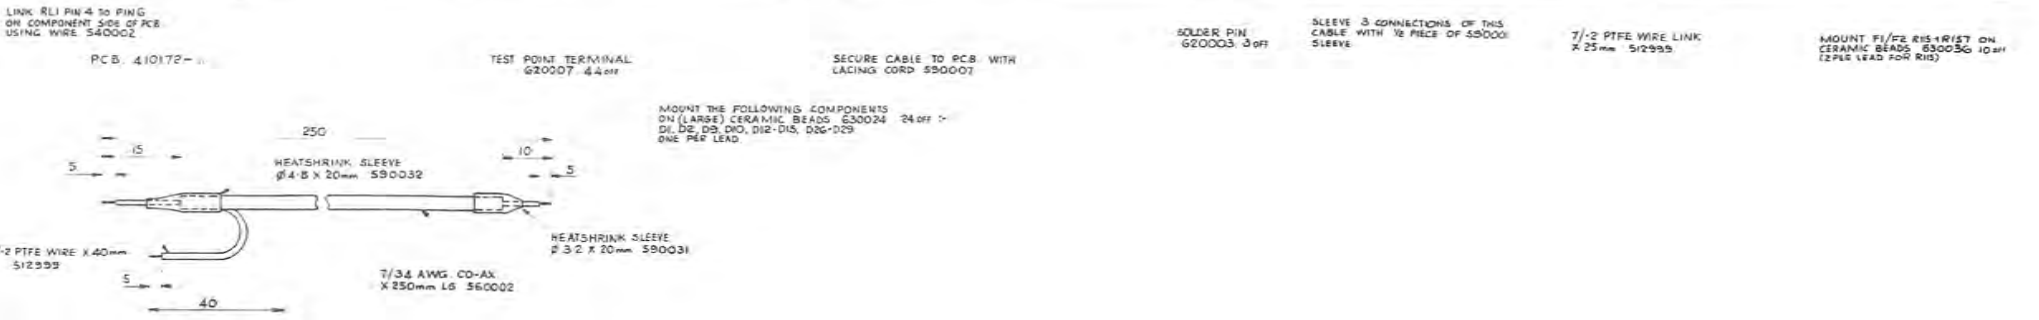 LINK RL1 PIN 4 TO PIN G
ON COMPONENT SIDE OF PCB
USING WIRE 540002
PCB. 410172-
TEST POINT TERMINAL
620007 44 OFF
SECURE CABLE TO PCB WITH
LACING CORD 590007
SOLDER PIN
620003 3 OFF
SLEEVE 3 CONNECTIONS OF THIS
CABLE WITH 1/2 PIECE OF 590001
SLEEVE
7/.2 PTFE WIRE LINK
X 25mm 512999
MOUNT F1/F2 R115 + R157 ON
CERAMIC BEADS 630036 10 OFF
(2 PER LEAD FOR R115)
MOUNT THE FOLLOWING COMPONENTS
ON (LARGE) CERAMIC BEADS 630024 24 OFF :-
D1, D2, D9, D10, D12-D15, D26-D29
ONE PER LEAD
250
15
10
5
5
HEATSHRINK SLEEVE
Ø 4.8 X 20mm 590032
HEATSHRINK SLEEVE
Ø 3.2 X 20mm 590031
.2 PTFE WIRE X 40mm
512999
7/34 AWG. CO-AX
X 250mm LG 560002
5
40